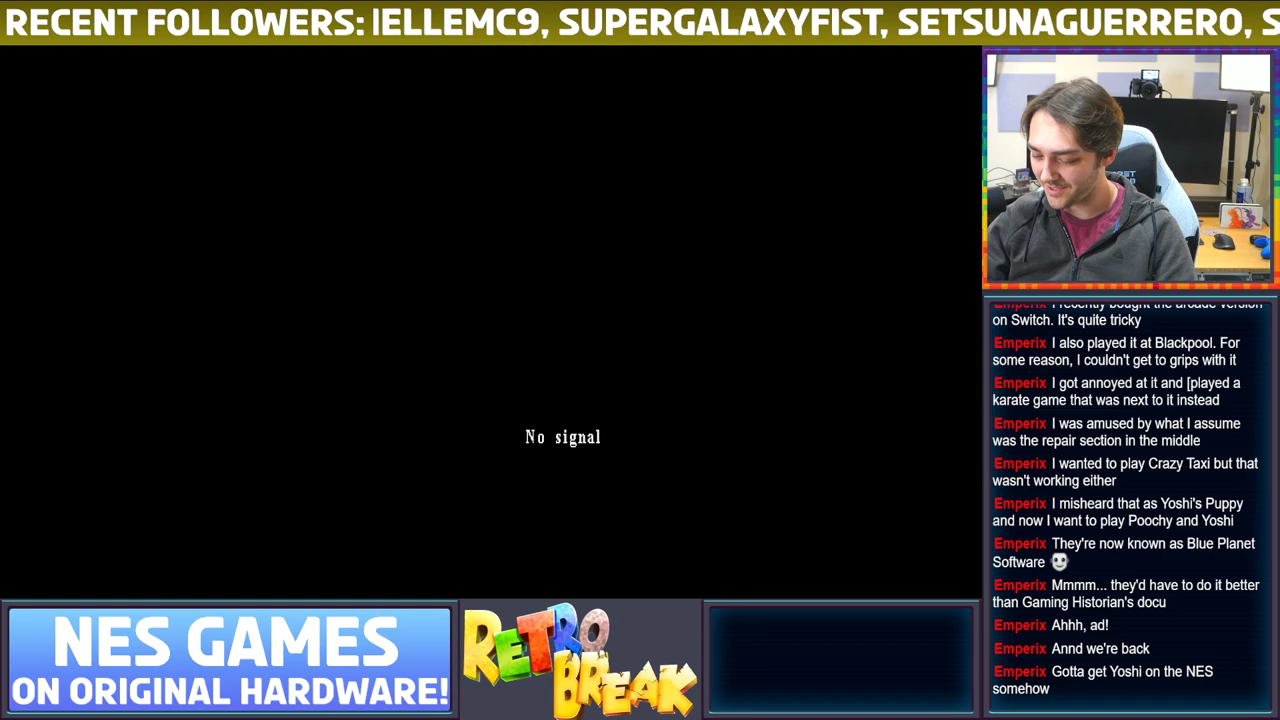 RECENT FOLLOWERS: IELLEMC9, SUPERGALAXYFIST, SETSUNAGUERRERO, S
No signal
Emperix I recently bought the arcade version
on Switch. It's quite tricky
Emperix I also played it at Blackpool. For
some reason, I couldn't get to grips with it
Emperix I got annoyed at it and [played a
karate game that was next to it instead
Emperix I was amused by what I assume
was the repair section in the middle
Emperix I wanted to play Crazy Taxi but that
wasn't working either
Emperix I misheard that as Yoshi's Puppy
and now I want to play Poochy and Yoshi
Emperix They're now known as Blue Planet
Software
Emperix Mmmm... they'd have to do it better
than Gaming Historian's docu
Emperix Ahhh, ad!
Emperix Annd we're back
Emperix Gotta get Yoshi on the NES
somehow
NES GAMES
ON ORIGINAL HARDWARE!
RETRO
BREAK